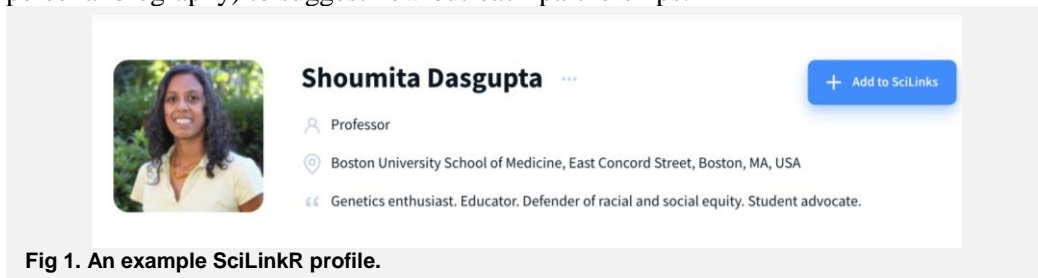 Shoumita Dasgupta ...
+ Add to SciLinks
Professor
Boston University School of Medicine, East Concord Street, Boston, MA, USA
“ Genetics enthusiast. Educator. Defender of racial and social equity. Student advocate.
Fig 1. An example SciLinkR profile.